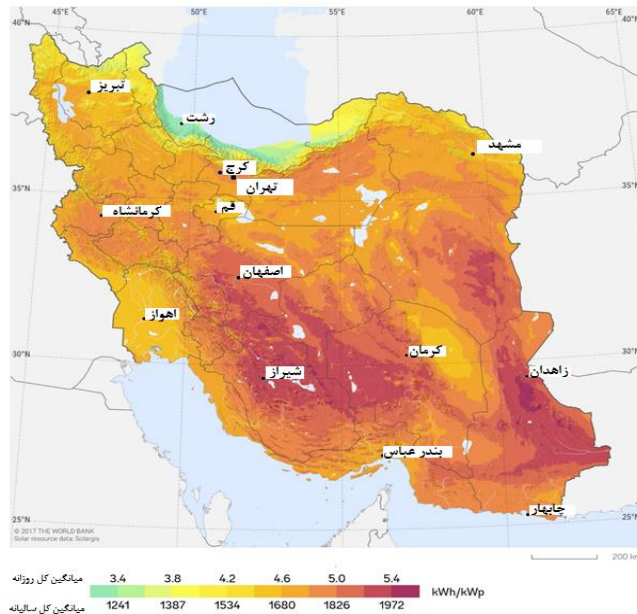 45°E
50°E
55°E
60°E
65°E
40°N
40°N
تبریز
رشت
مشهد
کرج
تهران
35°N
35°N
قم
کرمانشاه
اصفهان
اهواز
کرمان
30°N
30°N
زاهدان
شیراز
بندر عباس
چابهار
25°N
25°N
© 2017 THE WORLD BANK
Solar resource data: Solargis
200 km
میانگین کل روزانه 3.4 3.8 4.2 4.6 5.0 5.4 kWh/kWp
میانگین کل سالیانه 1241 1387 1534 1680 1826 1972